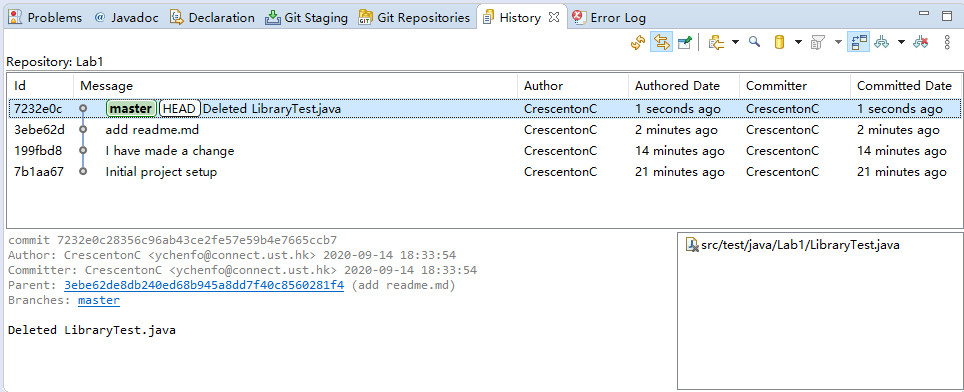 Problems @ Javadoc Declaration Git Staging Git Repositories History Error Log
Repository: Lab1
Id Message Author Authored Date Committer Committed Date
7232e0c master HEAD Deleted LibraryTest.java CrescentonC 1 seconds ago CrescentonC 1 seconds ago
3ebe62d add readme.md CrescentonC 2 minutes ago CrescentonC 2 minutes ago
199fbd8 I have made a change CrescentonC 14 minutes ago CrescentonC 14 minutes ago
7b1aa67 Initial project setup CrescentonC 21 minutes ago CrescentonC 21 minutes ago
commit 7232e0c28356c96ab43ce2fe57e59b4e7665ccb7
Author: CrescentonC <ychenfo@connect.ust.hk> 2020-09-14 18:33:54
Committer: CrescentonC <ychenfo@connect.ust.hk> 2020-09-14 18:33:54
Parent: 3ebe62de8db240ed68b945a8dd7f40c8560281f4 (add readme.md)
Branches: master
Deleted LibraryTest.java
src/test/java/Lab1/LibraryTest.java